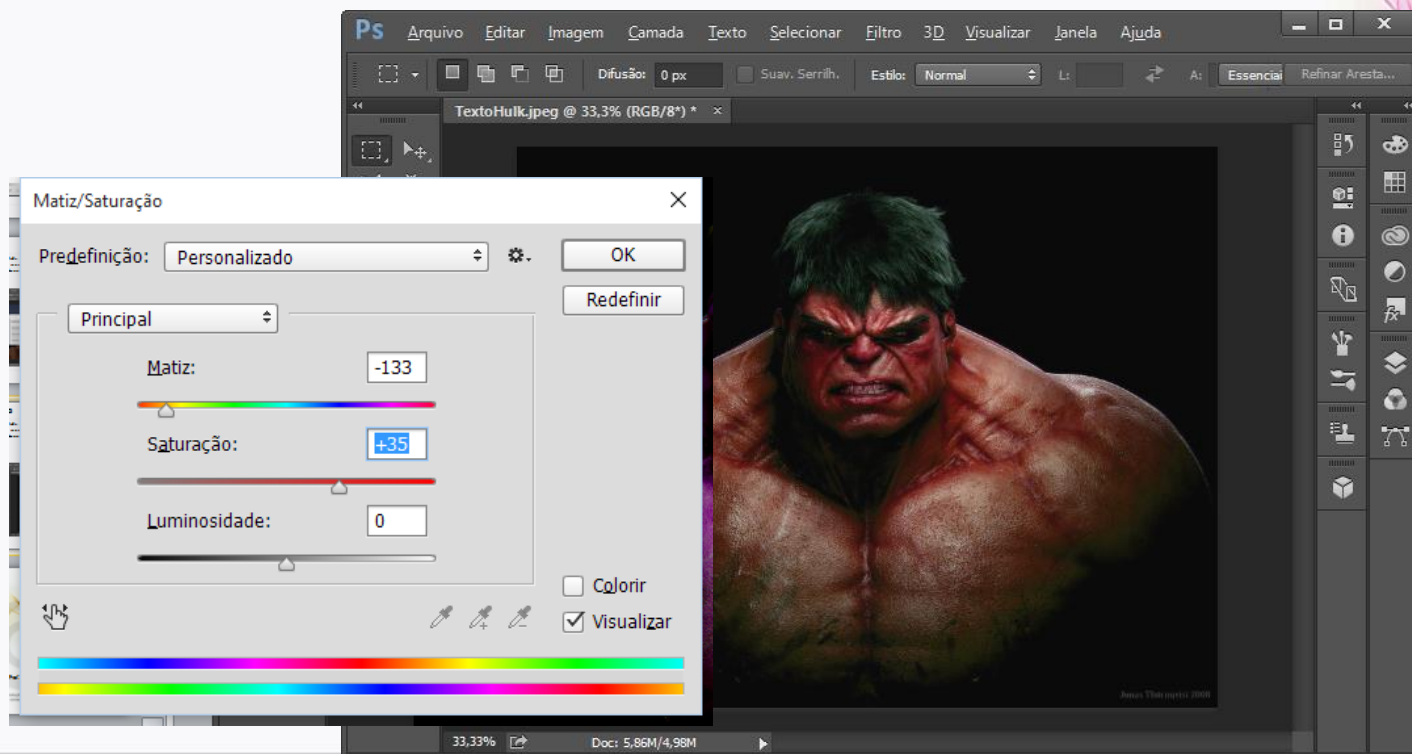 Ps Arquivo Editar Imagem Camada Texto Selecionar Filtro 3D Visualizar Janela Ajuda
Difusão: 0 px Suav. Serrilh. Estilo: Normal L: A: Essenciai Refinar Aresta...
TextoHulk.jpeg @ 33,3% (RGB/8*) * x
Matiz/Saturação
Predefinição: Personalizado OK
Redefinir
Principal
Matiz: -133
Saturação: +35
Luminosidade: 0
Colorir
Visualizar
33,33% Doc: 5,86M/4,98M